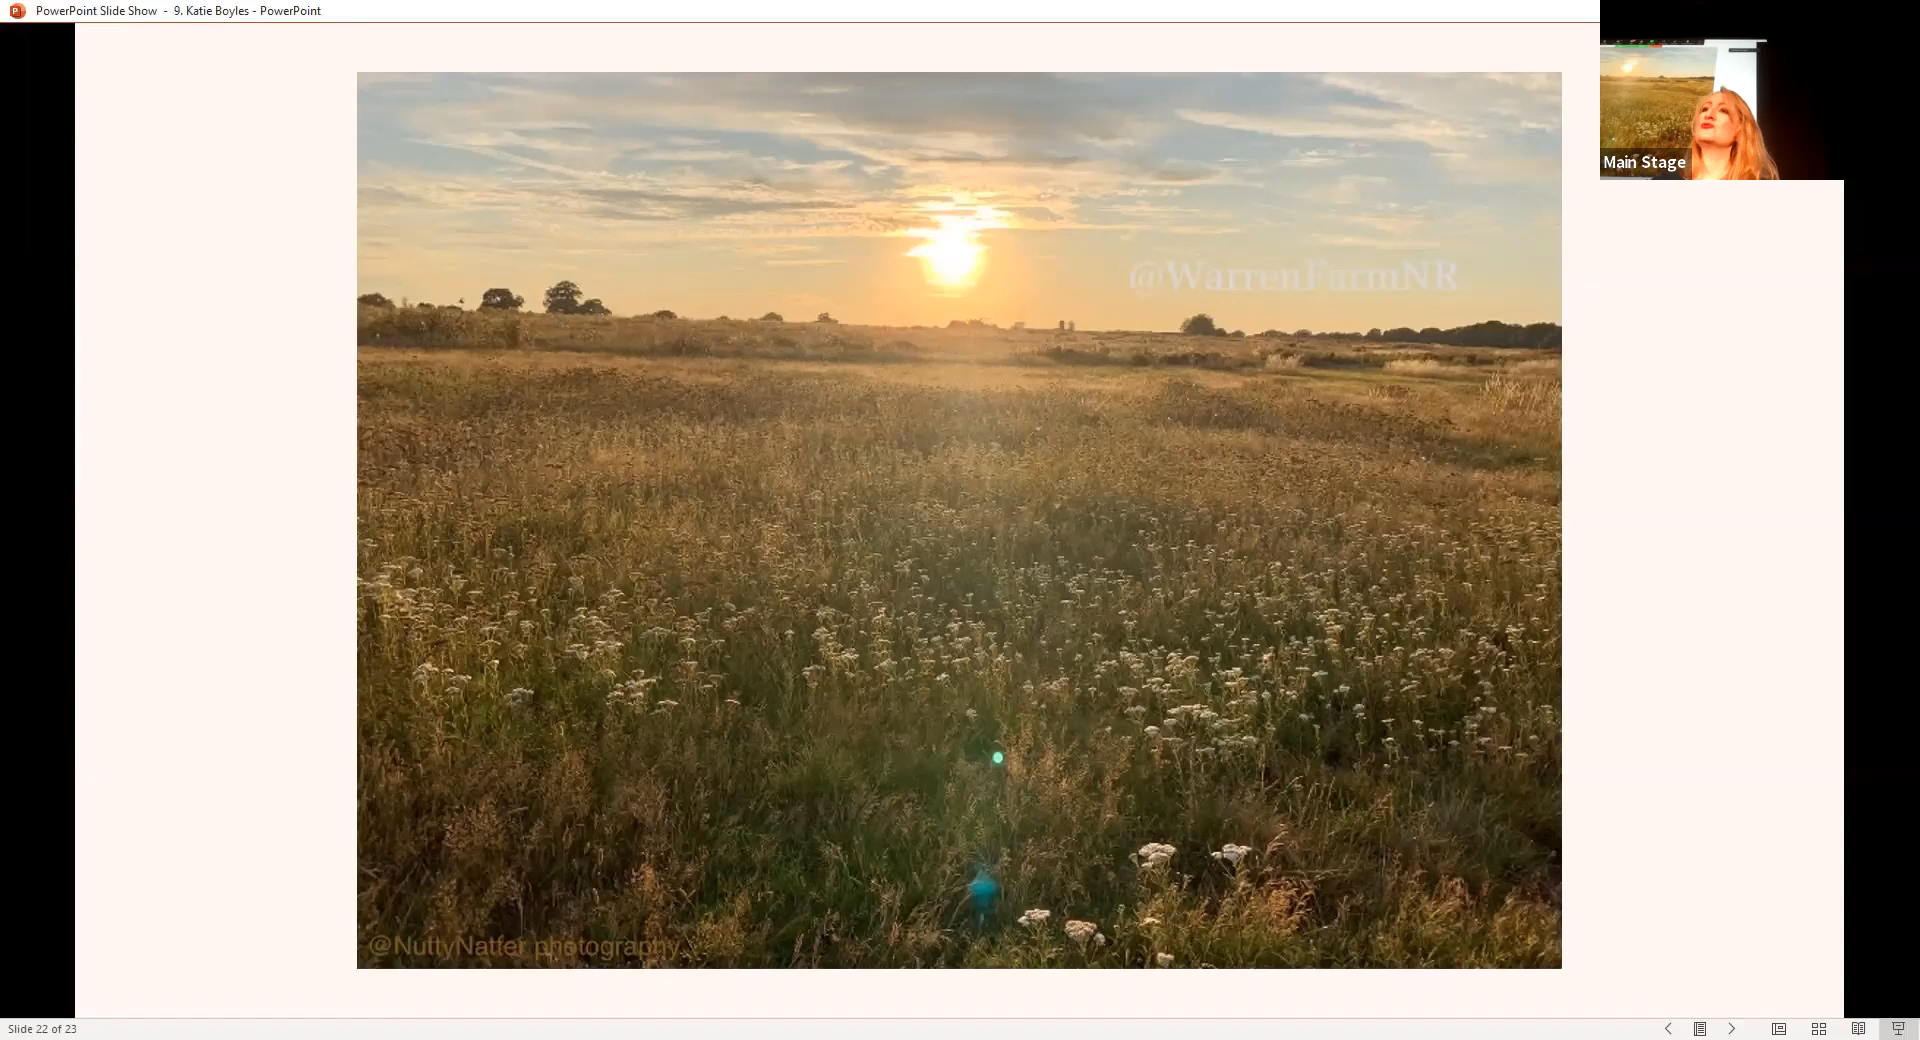 PowerPoint Slide Show - 9. Katie Boyles - PowerPoint
Main Stage
@WarrenFarmNR
@NuttyNatter photography
Slide 22 of 23